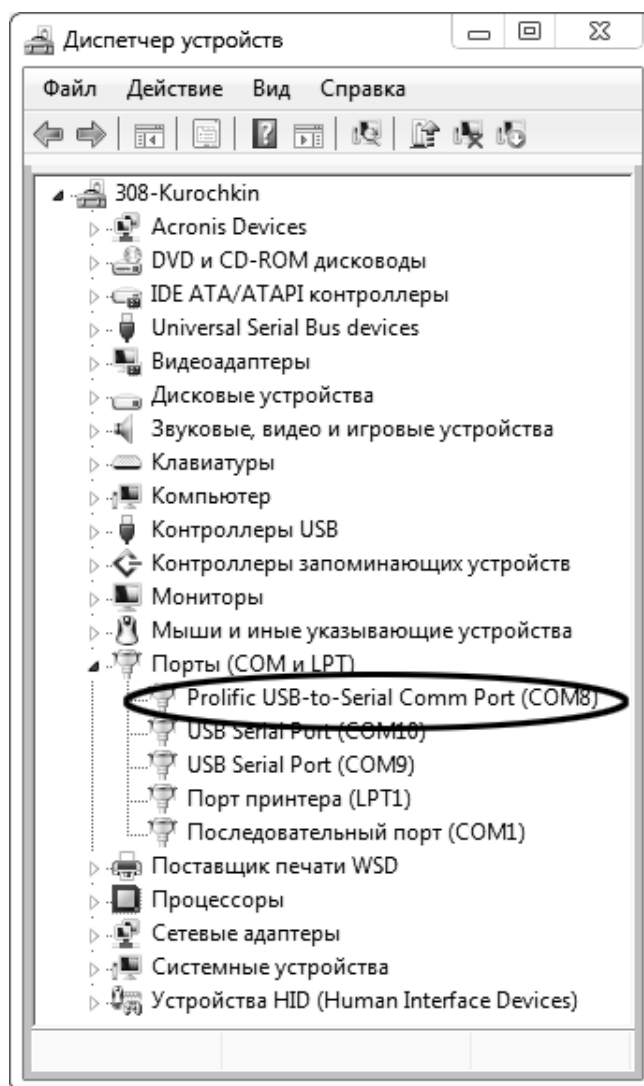 Диспетчер устройств
Файл Действие Вид Справка
308-Kurochkin
Acronis Devices
DVD и CD-ROM дисководы
IDE ATA/ATAPI контроллеры
Universal Serial Bus devices
Видеоадаптеры
Дисковые устройства
Звуковые, видео и игровые устройства
Клавиатуры
Компьютер
Контроллеры USB
Контроллеры запоминающих устройств
Мониторы
Мыши и иные указывающие устройства
Порты (COM и LPT)
Prolific USB-to-Serial Comm Port (COM8)
USB Serial Port (COM10)
USB Serial Port (COM9)
Порт принтера (LPT1)
Последовательный порт (COM1)
Поставщик печати WSD
Процессоры
Сетевые адаптеры
Системные устройства
Устройства HID (Human Interface Devices)